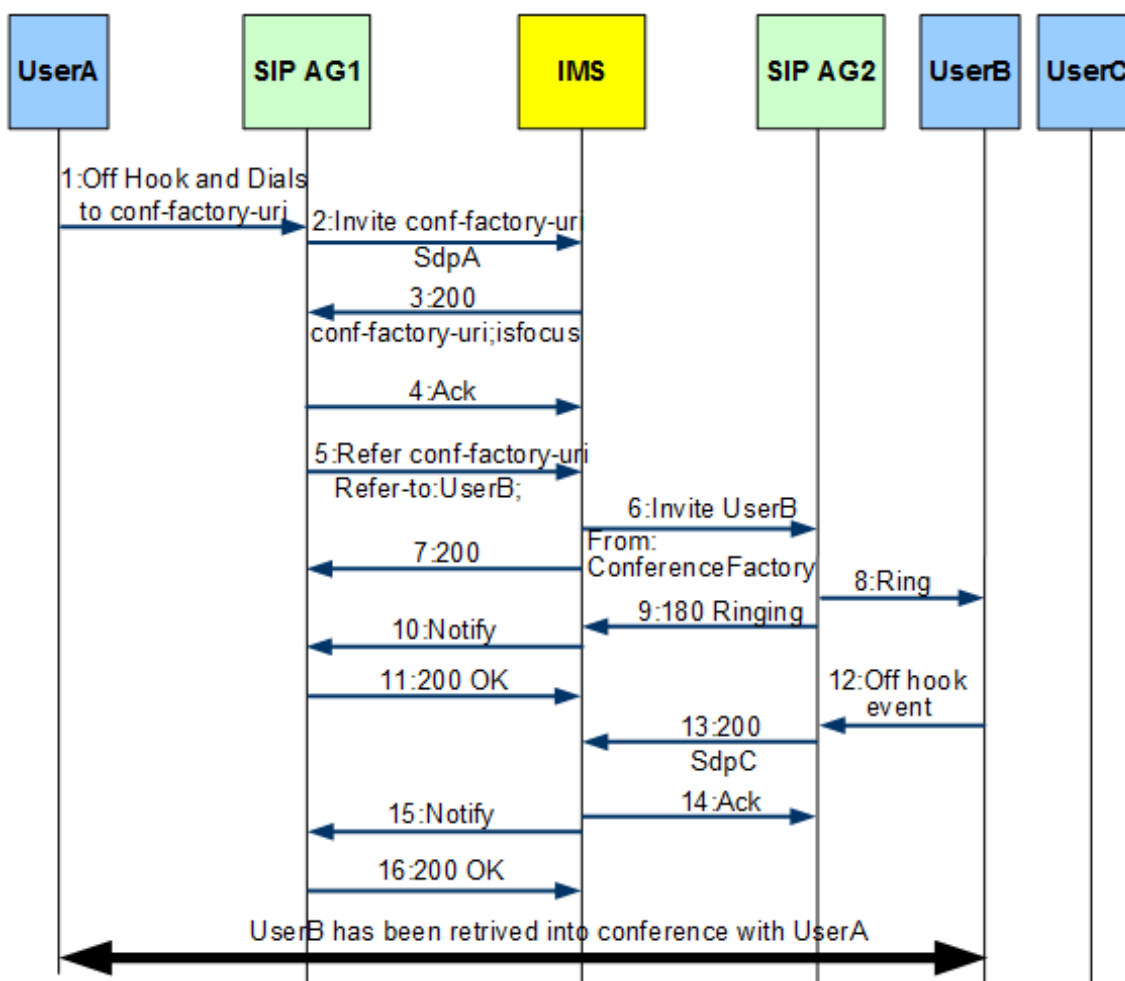 UserA
SIP AG1
IMS
SIP AG2
UserB
UserC
1:Off Hook and Dials
to conf-factory-uri
2:Invite conf-factory-uri
SdpA
3:200
conf-factory-uri;isfocus
4:Ack
5:Refer conf-factory-uri
Refer-to:UserB;
6:Invite UserB
From:
ConferenceFactory
7:200
8:Ring
9:180 Ringing
10:Notify
11:200 OK
12:Off hook
event
13:200
SdpC
14:Ack
15:Notify
16:200 OK
UserB has been retrived into conference with UserA